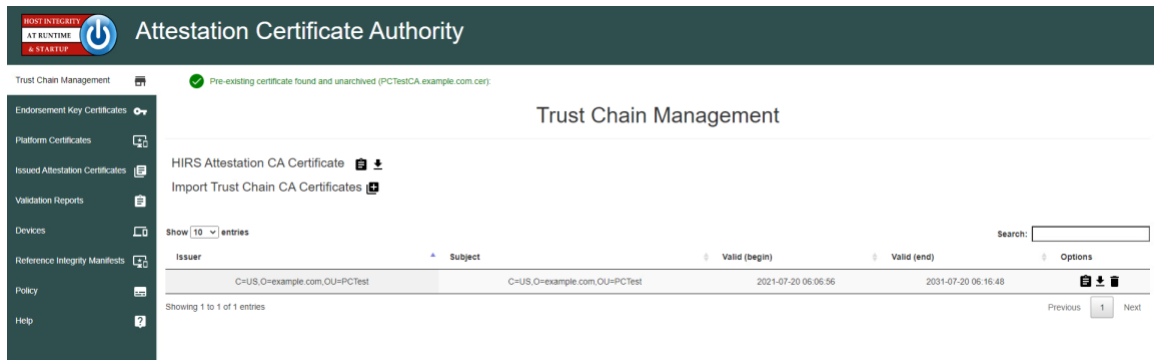 HOST INTEGRITY
AT RUNTIME
& STARTUP
Attestation Certificate Authority
Trust Chain Management
Pre-existing certificate found and unarchived (PCTestCA.example.com.cer):
Endorsement Key Certificates
Trust Chain Management
Platform Certificates
Issued Attestation Certificates
HIRS Attestation CA Certificate
Import Trust Chain CA Certificates
Validation Reports
Devices
Show 10 entries
Search:
Reference Integrity Manifests
Issuer Subject Valid (begin) Valid (end) Options
C=US,O=example.com,OU=PCTest C=US,O=example.com,OU=PCTest 2021-07-20 06:06:56 2031-07-20 06:16:48
Policy
Showing 1 to 1 of 1 entries
Previous 1 Next
Help